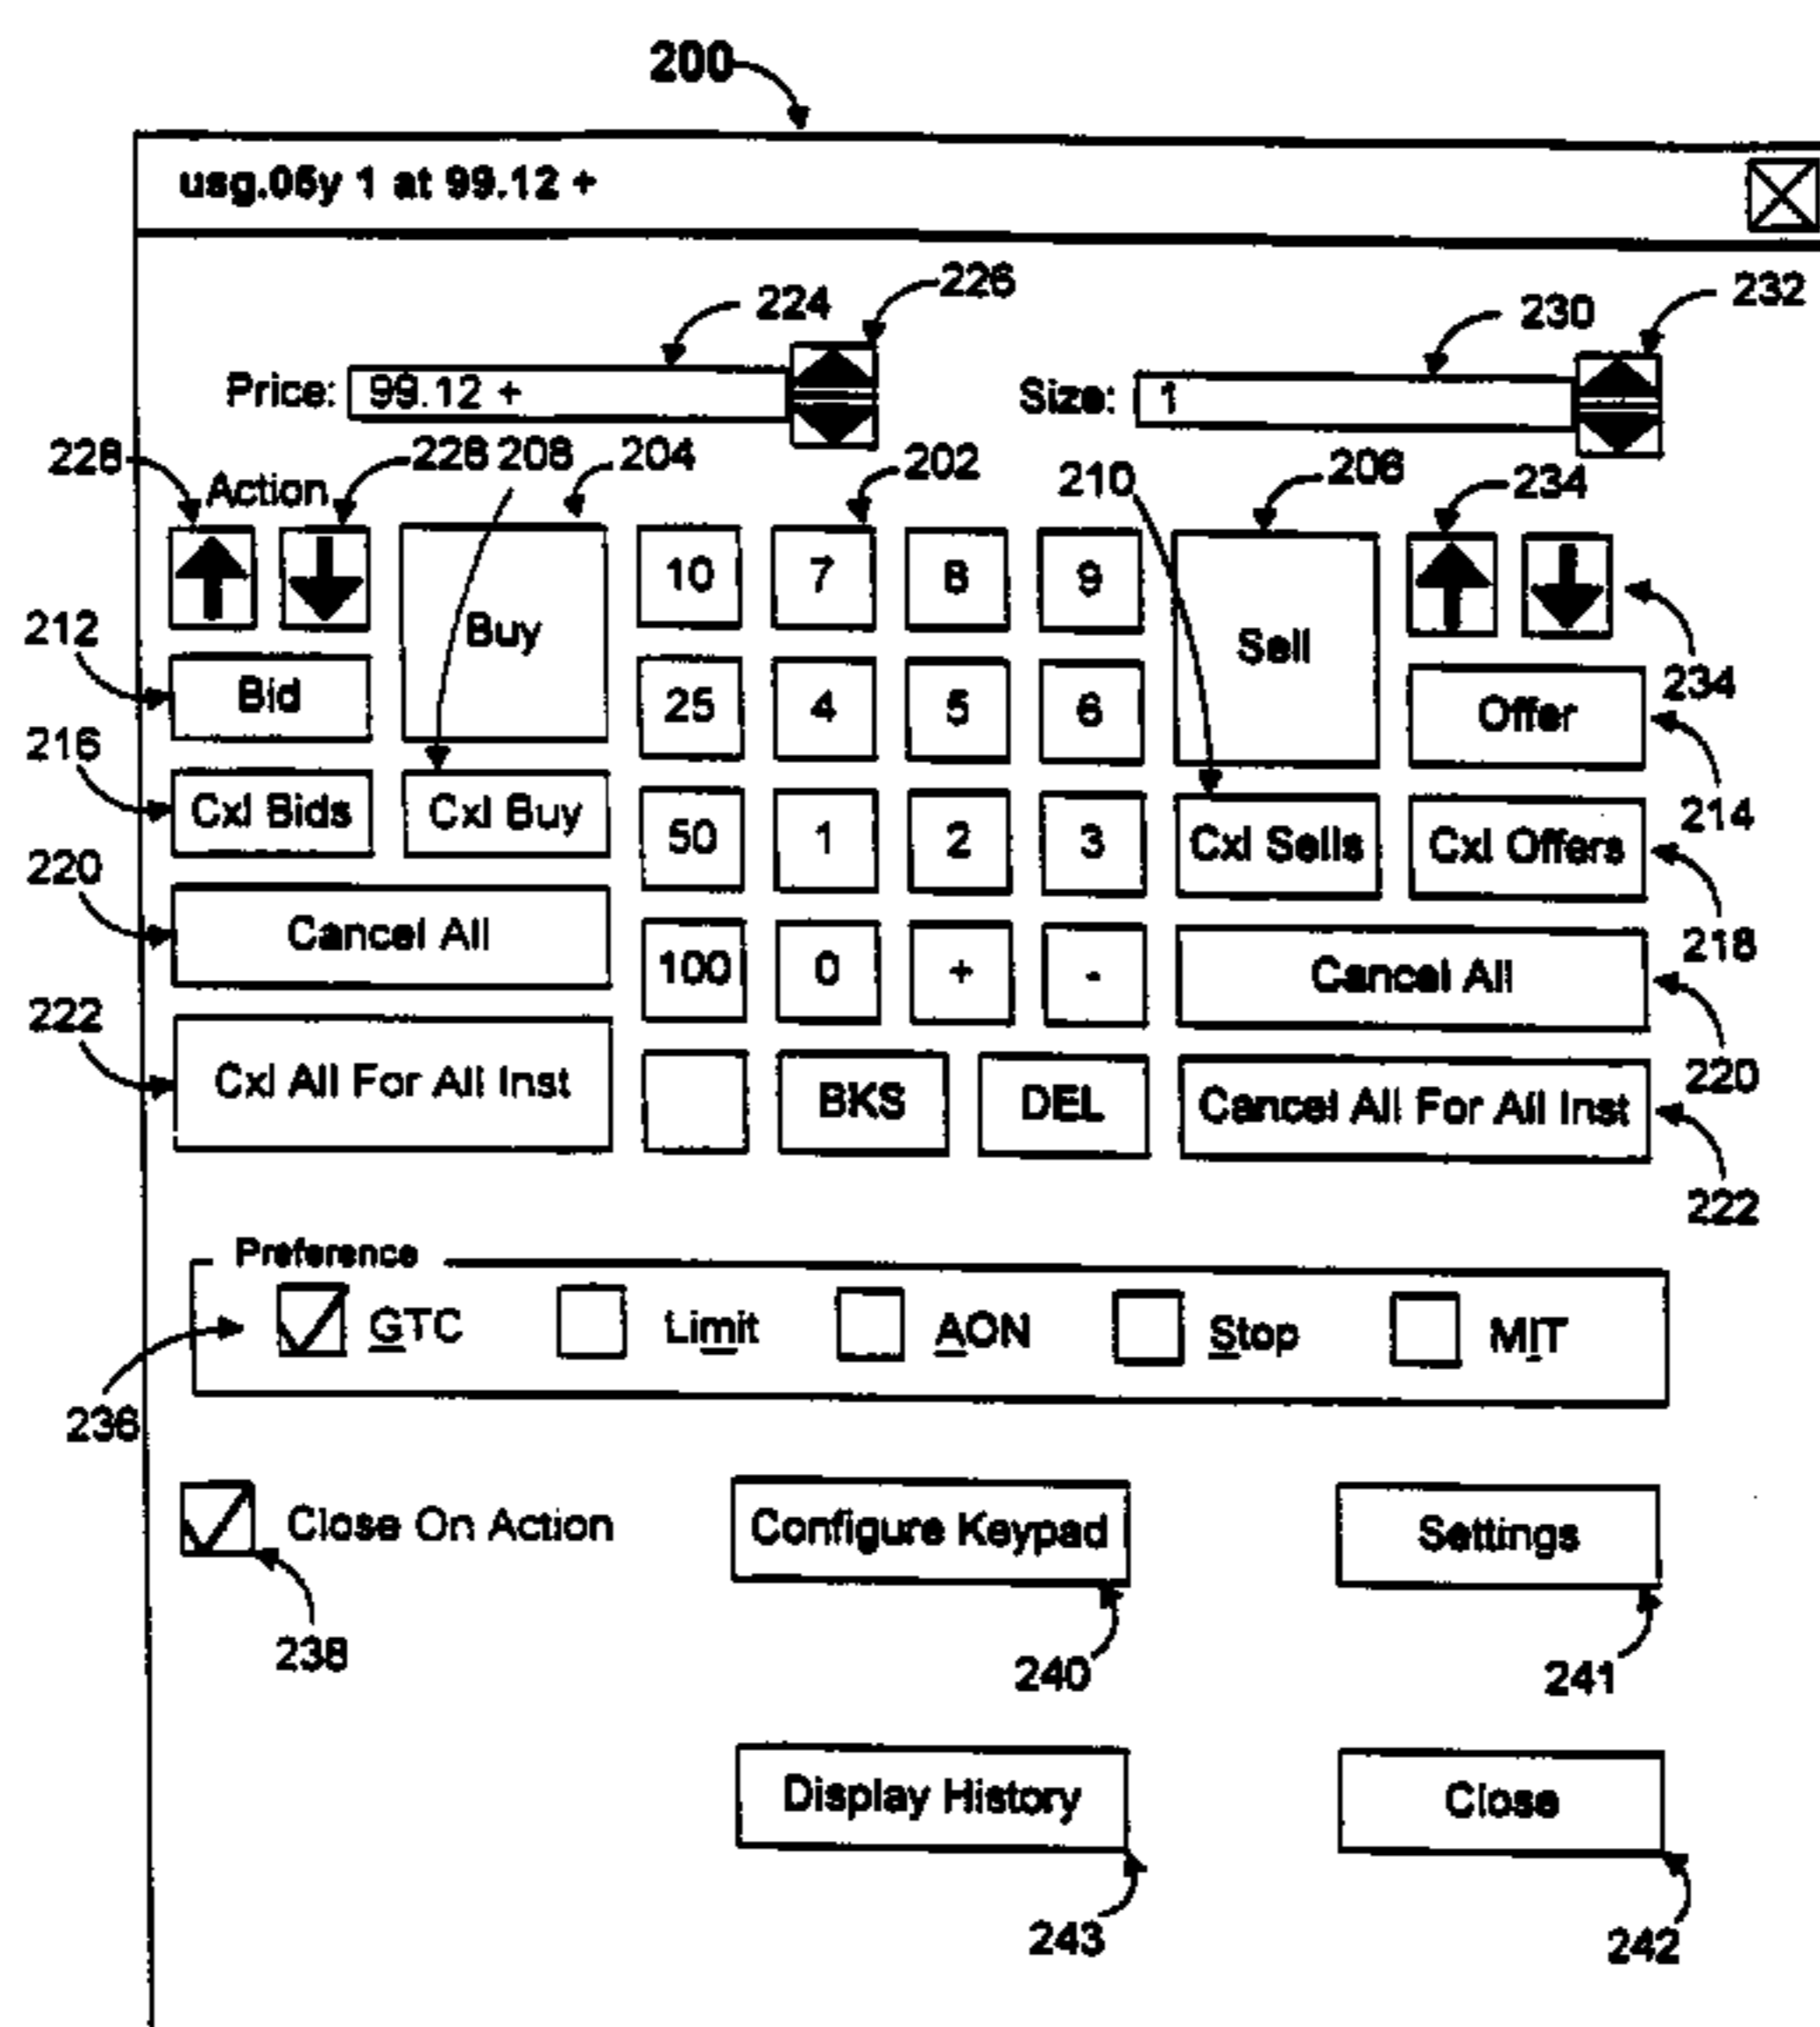 200
usg.05y 1 at 99.12 +
224 226 230 232
Price: 99.12 + Size: 1
228 Action 228 208 204 202 210 206 234
10 7 8 9
212 Buy Sell
Bid 25 4 5 6 Offer 234
216 Cxl Bids Cxl Buy 50 1 2 3 Cxl Sells Cxl Offers 214
220 Cancel All 100 0 + - Cancel All 218
222 Cxl All For All Inst BKS DEL Cancel All For All Inst 220
222
Preference
GTC Limit AON Stop MIT
236
Close On Action Configure Keypad Settings
238 240 241
Display History Close
243 242